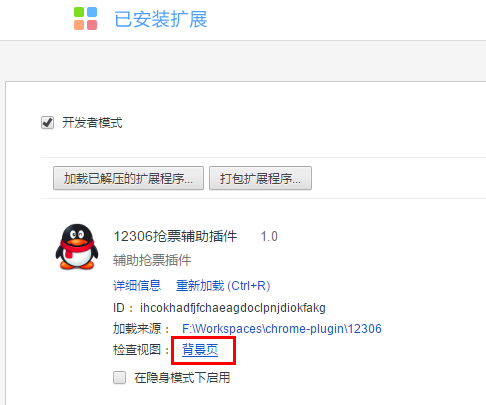 已安装扩展
开发者模式
加载已解压的扩展程序... 打包扩展程序...
12306抢票辅助插件 1.0
辅助抢票插件
详细信息 重新加载 (Ctrl+R)
ID： ihcokhadfjfchaeagdoclpnjdiokfakg
加载来源： F:\Workspaces\chrome-plugin\12306
检查视图： 背景页
在隐身模式下启用